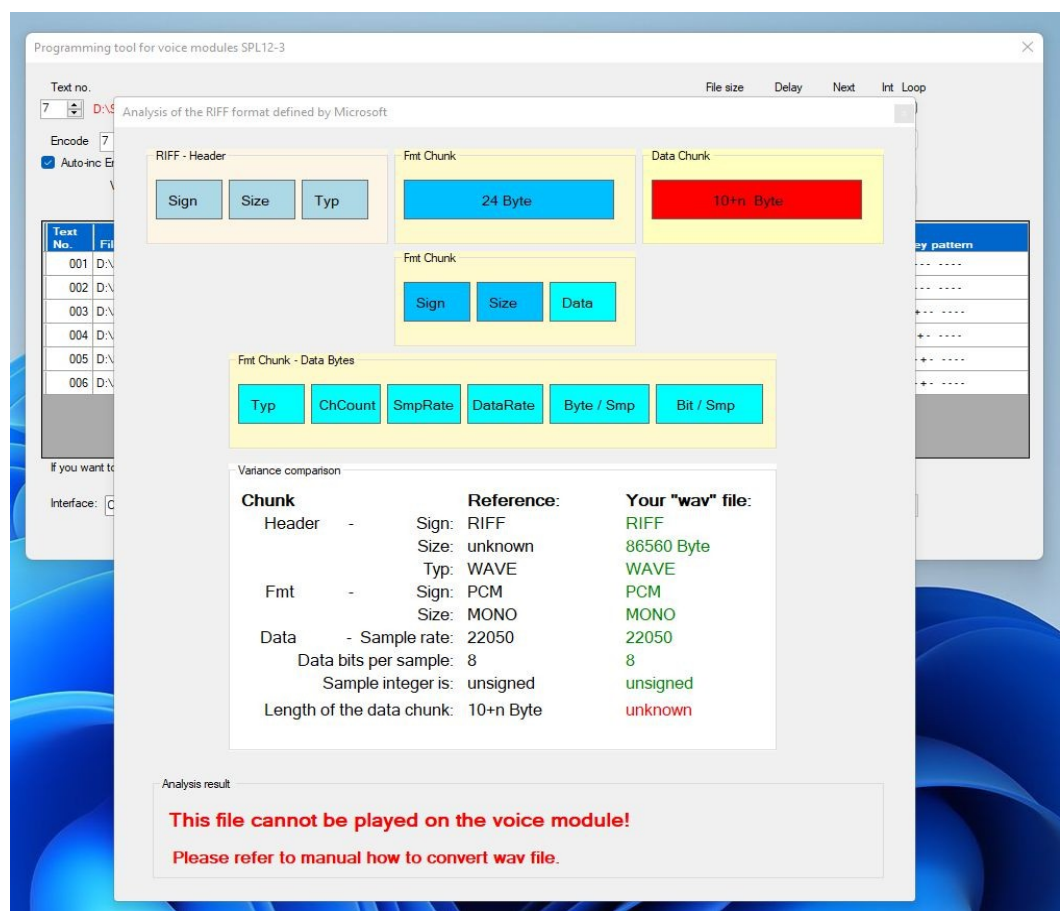 Programming tool for voice modules SPL12-3
Text no. File size Delay Next Int Loop
7 D:\S
Analysis of the RIFF format defined by Microsoft
Encode 7
Auto-inc En
RIFF - Header Fmt Chunk Data Chunk
Sign Size Typ 24 Byte 10+n Byte
Text
No. Fil ey pattern
Fmt Chunk
001 D:\ --- ----
002 D:\ --- ----
Sign Size Data
003 D:\ +-- ----
004 D:\ +- ----
005 D:\ -+- ----
Fmt Chunk - Data Bytes
006 D:\ -+- ----
Typ ChCount SmpRate DataRate Byte / Smp Bit / Smp
If you want to
Variance comparison
Interface: C
Chunk Reference: Your "wav" file:
Header - Sign: RIFF RIFF
Size: unknown 86560 Byte
Typ: WAVE WAVE
Fmt - Sign: PCM PCM
Size: MONO MONO
Data - Sample rate: 22050 22050
Data bits per sample: 8 8
Sample integer is: unsigned unsigned
Length of the data chunk: 10+n Byte unknown
Analysis result
This file cannot be played on the voice module!
Please refer to manual how to convert wav file.